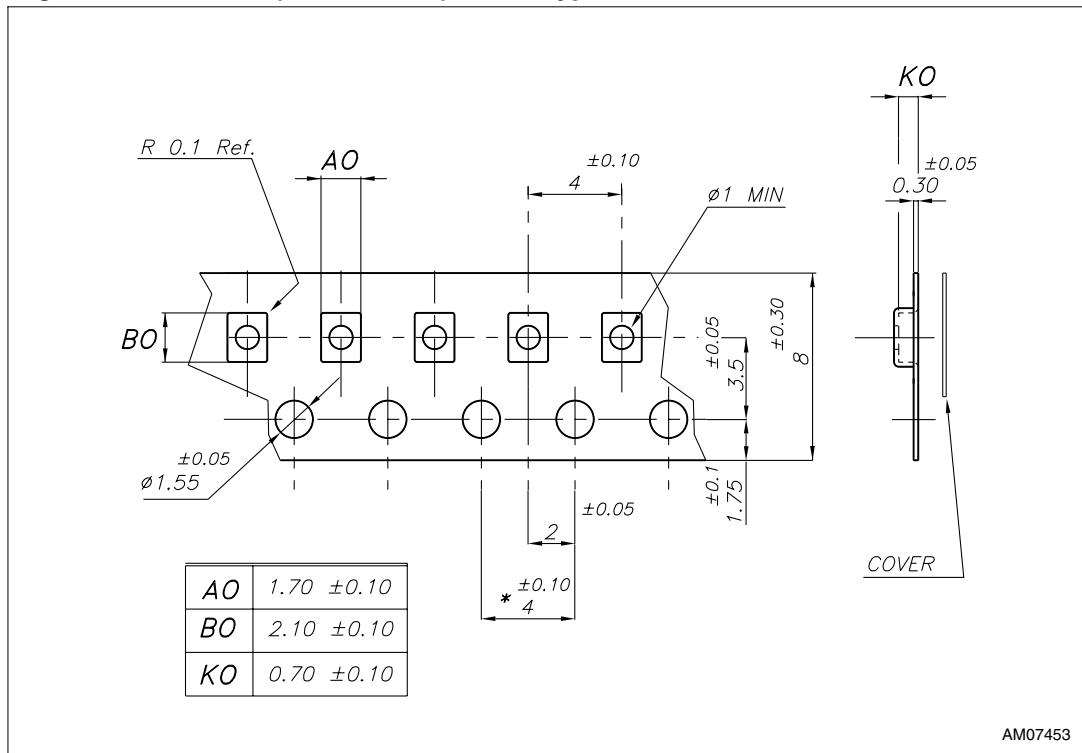 KO
R 0.1 Ref.
AO
±0.10
4
ø1 MIN
±0.05
0.30
BO
±0.05
3.5
±0.30
8
±0.05
ø1.55
±0.1
1.75
±0.05
2
* ±0.10
4
COVER
AO 1.70 ±0.10
BO 2.10 ±0.10
KO 0.70 ±0.10
AM07453